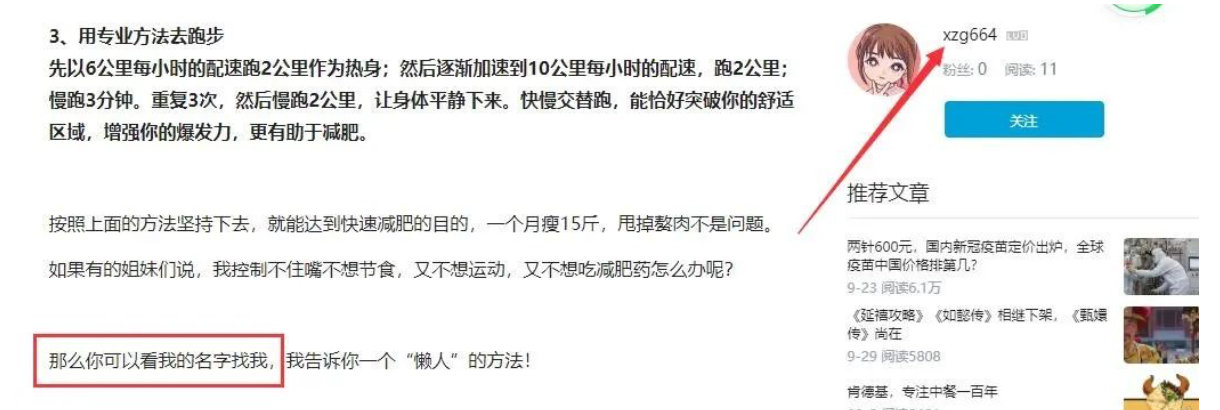 3、用专业方法去跑步
先以6公里每小时的配速跑2公里作为热身；然后逐渐加速到10公里每小时的配速，跑2公里；
慢跑3分钟。重复3次，然后慢跑2公里，让身体平静下来。快慢交替跑，能恰好突破你的舒适
区域，增强你的爆发力，更有助于减肥。
按照上面的方法坚持下去，就能达到快速减肥的目的，一个月瘦15斤，甩掉赘肉不是问题。
如果有的姐妹们说，我控制不住嘴不想节食，又不想运动，又不想吃减肥药怎么办呢？
那么你可以看我的名字找我，我告诉你一个“懒人”的方法！
xzg664
粉丝: 0 阅读: 11
关注
推荐文章
两针600元，国内新冠疫苗定价出炉，全球
疫苗中国价格排第几？
9-23 阅读6.1万
《延禧攻略》《如懿传》相继下架，《甄嬛
传》尚在
9-29 阅读5808
肯德基，专注中餐一百年